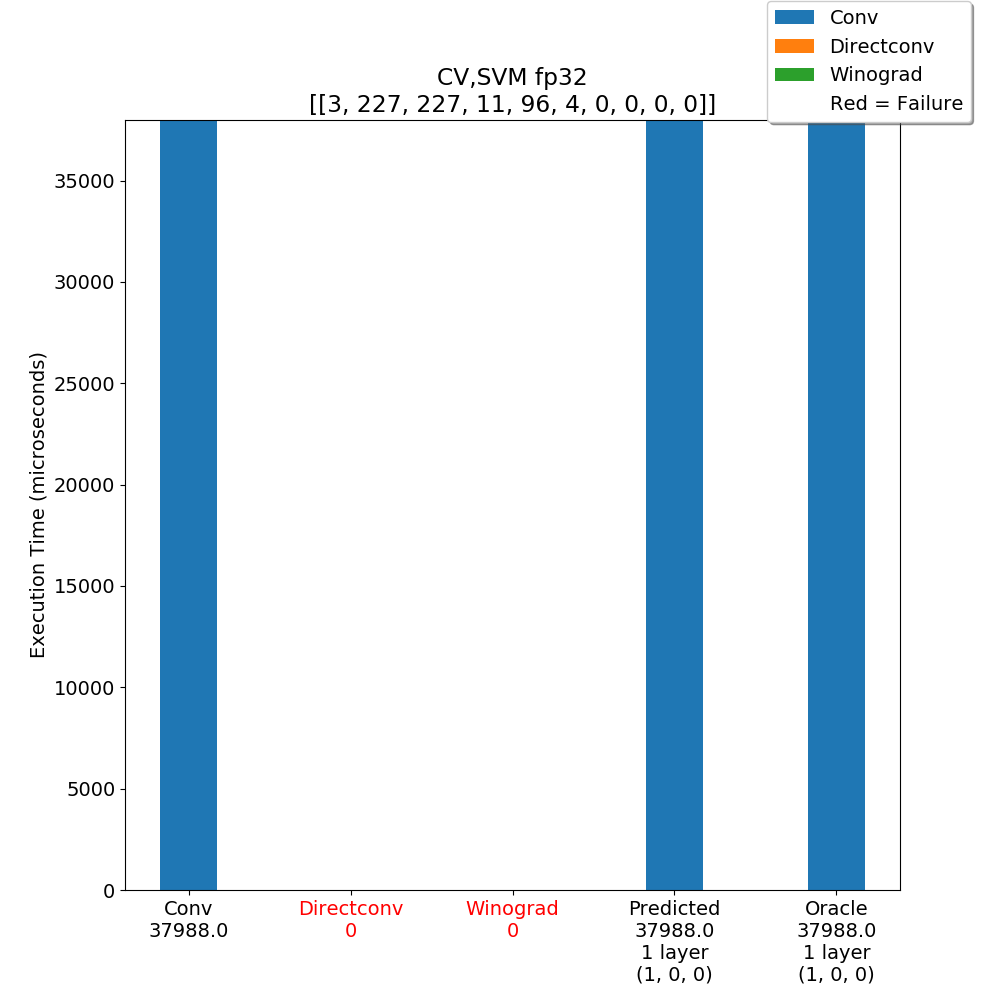 Conv
Directconv
Winograd
Red = Failure
CV,SVM fp32
[[3, 227, 227, 11, 96, 4, 0, 0, 0, 0]]
Execution Time (microseconds)
35000
30000
25000
20000
15000
10000
5000
0
Conv
37988.0
Directconv
0
Winograd
0
Predicted
37988.0
1 layer
(1, 0, 0)
Oracle
37988.0
1 layer
(1, 0, 0)